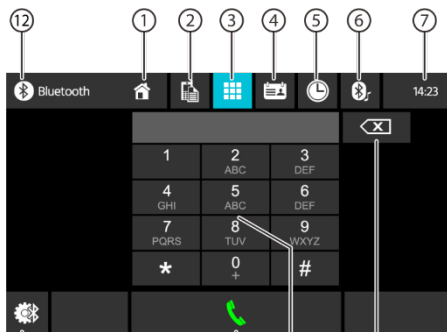 12 1 2 3 4 5 6 7
Bluetooth 14:23
1 2 3
ABC DEF
4 5 6
GHI ABC DEF
7 8 9
PQRS TUV WXYZ
* 0 #
+